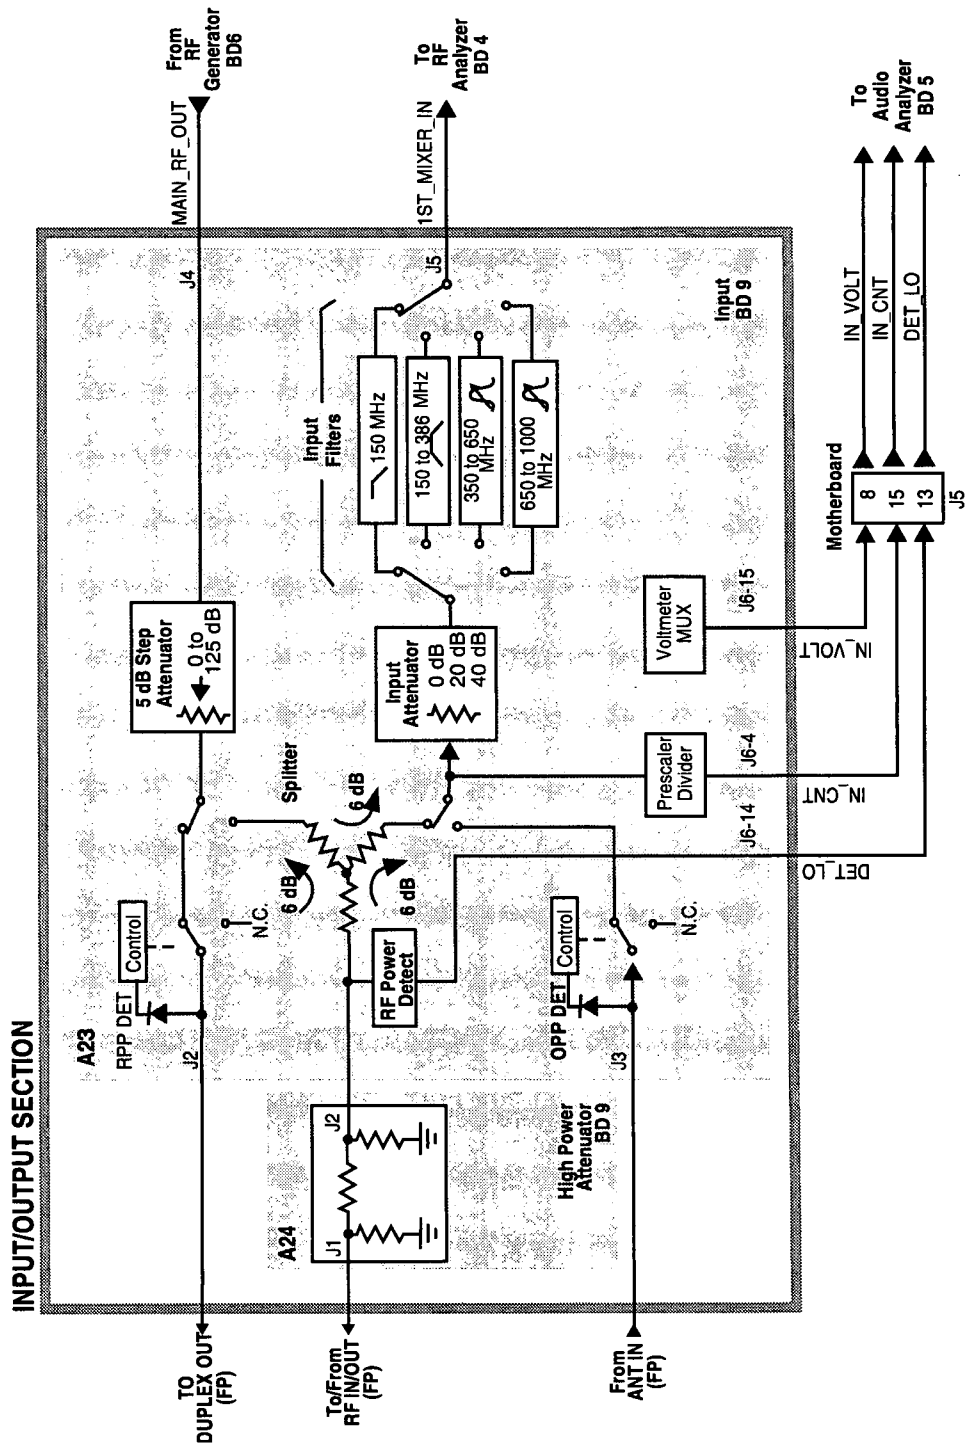 INPUT/OUTPUT SECTION
TO
DUPLEX OUT
(FP)
To/From
RF IN/OUT
(FP)
From
ANT IN
(FP)
A23
RPP DET
Control
J2
N.C.
5 dB Step
Attenuator
0 to
125 dB
J4
MAIN_RF_OUT
From
RF
Generator
BD6
A24
J1
J2
High Power
Attenuator
BD 9
RF Power
Detect
6 dB
6 dB
6 dB
Splitter
Input
Attenuator
0 dB
20 dB
40 dB
Input
Filters
150 MHz
150 to 386 MHz
350 to 650
MHz
650 to 1000
MHz
J5
1ST_MIXER_IN
To
RF
Analyzer
BD 4
Input
BD 9
OPP DET
Control
J3
N.C.
Prescaler
Divider
Voltmeter
MUX
J6-14
J6-4
J6-15
DET_LO
IN_CNT
IN_VOLT
Motherboard
8
15
13
J5
IN_VOLT
IN_CNT
DET_LO
To
Audio
Analyzer
BD 5